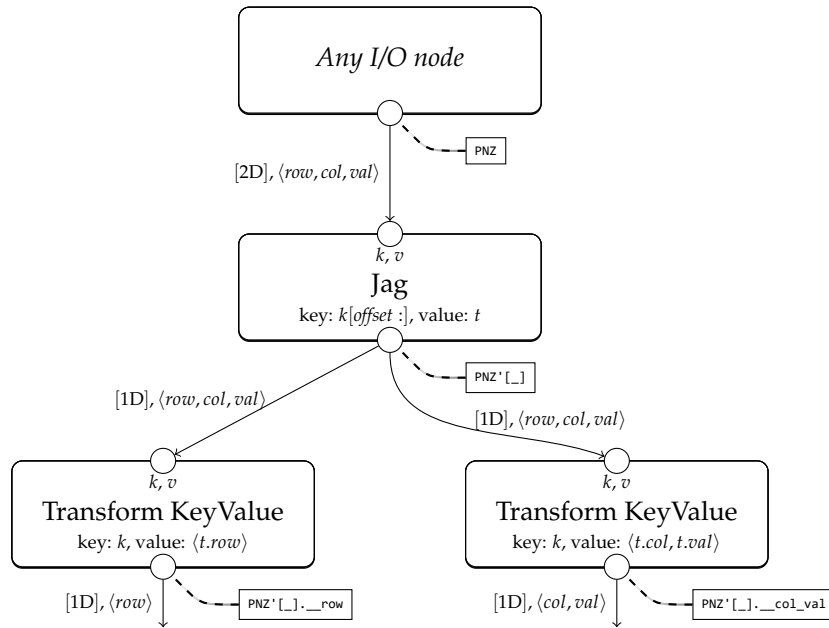 Any I/O node
PNZ
[2D], ⟨row, col, val⟩
k, v
Jag
key: k[offset :], value: t
PNZ'[_]
[1D], ⟨row, col, val⟩
[1D], ⟨row, col, val⟩
k, v
Transform KeyValue
key: k, value: ⟨t.row⟩
k, v
Transform KeyValue
key: k, value: ⟨t.col, t.val⟩
[1D], ⟨row⟩
PNZ'[_].__row
[1D], ⟨col, val⟩
PNZ'[_].__col_val